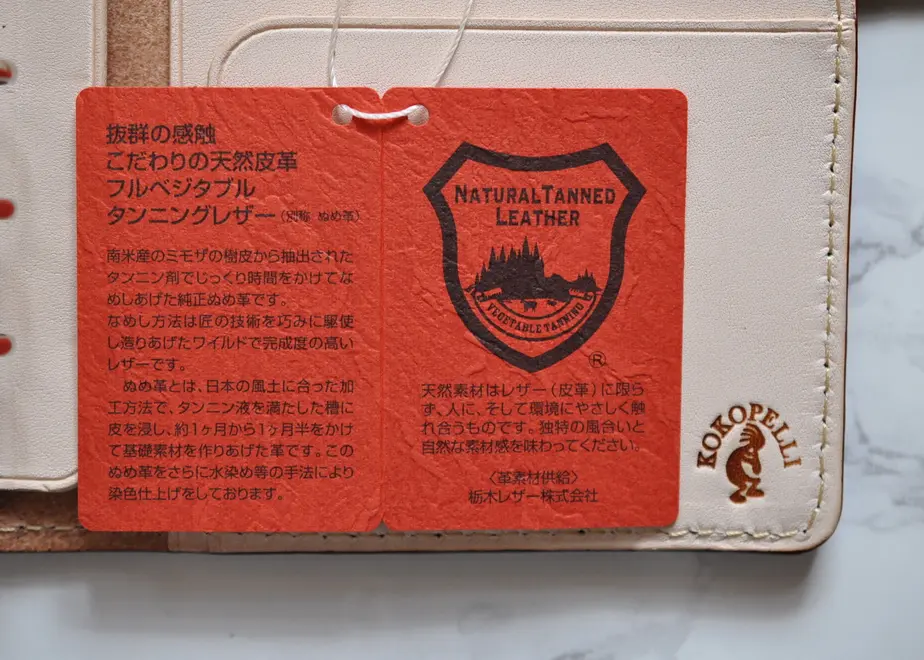 抜群の感触
こだわりの天然皮革
フルベジタブル
タンニングレザー（別称 ぬめ革）
南米産のミモザの樹皮から抽出された
タンニン剤でじっくり時間をかけてな
めしあげた純正ぬめ革です。
なめし方法は匠の技術を巧みに駆使
し造りあげたワイルドで完成度の高い
レザーです。
ぬめ革とは、日本の風土に合った加
工方法で、タンニン液を満たした槽に
皮を浸し、約1ヶ月から1ヶ月半をかけ
て基礎素材を作りあげた革です。この
ぬめ革をさらに水染め等の手法により
染色仕上げをしております。
NATURAL TANNED
LEATHER
VEGETABLE TANNING
®
天然素材はレザー（皮革）に限ら
ず、人に、そして環境にやさしく触
れ合うものです。独特の風合いと
自然な素材感を味わってください。
〈革素材供給〉
栃木レザー株式会社
KOKOPELLI